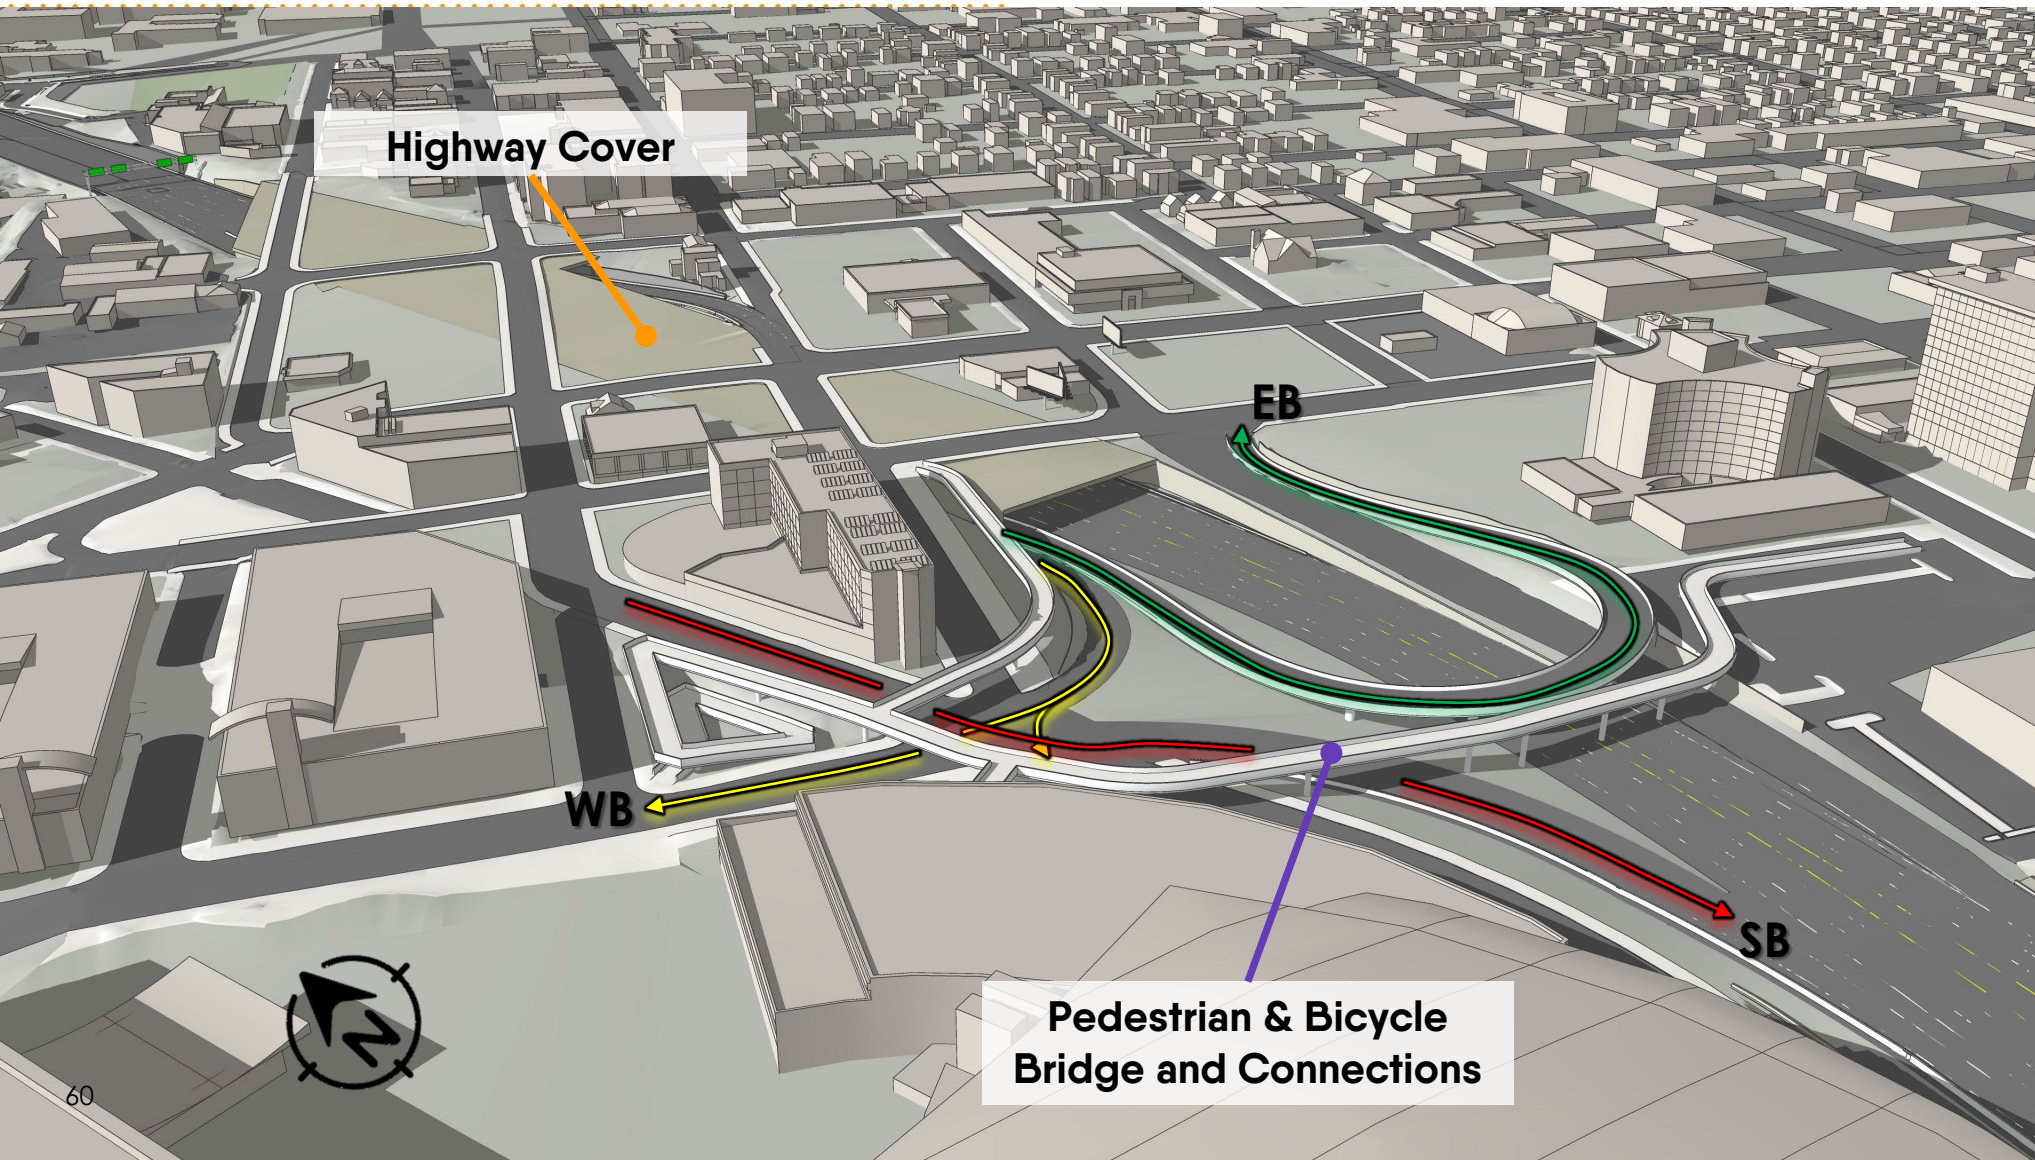 Highway Cover
EB
WB
SB
N
Pedestrian & Bicycle
Bridge and Connections
60